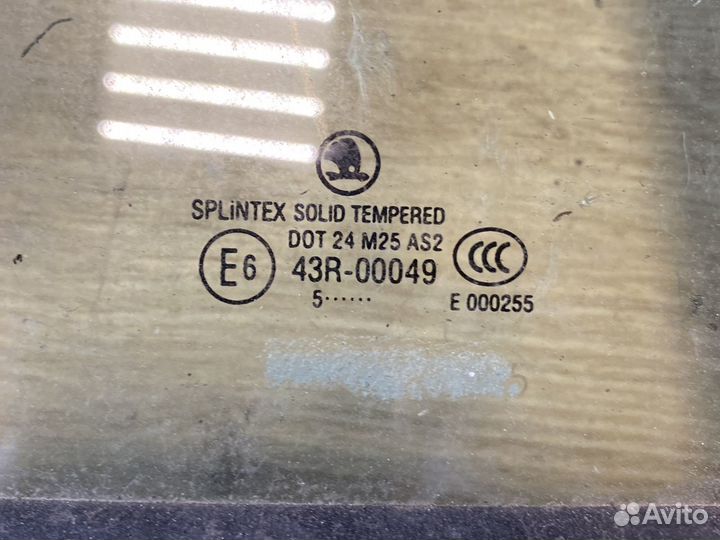 SPLiNTEX SOLID TEMPERED
DOT 24 M25 AS2
E6 43R-00049 CCC
5······ E 000255
Avito